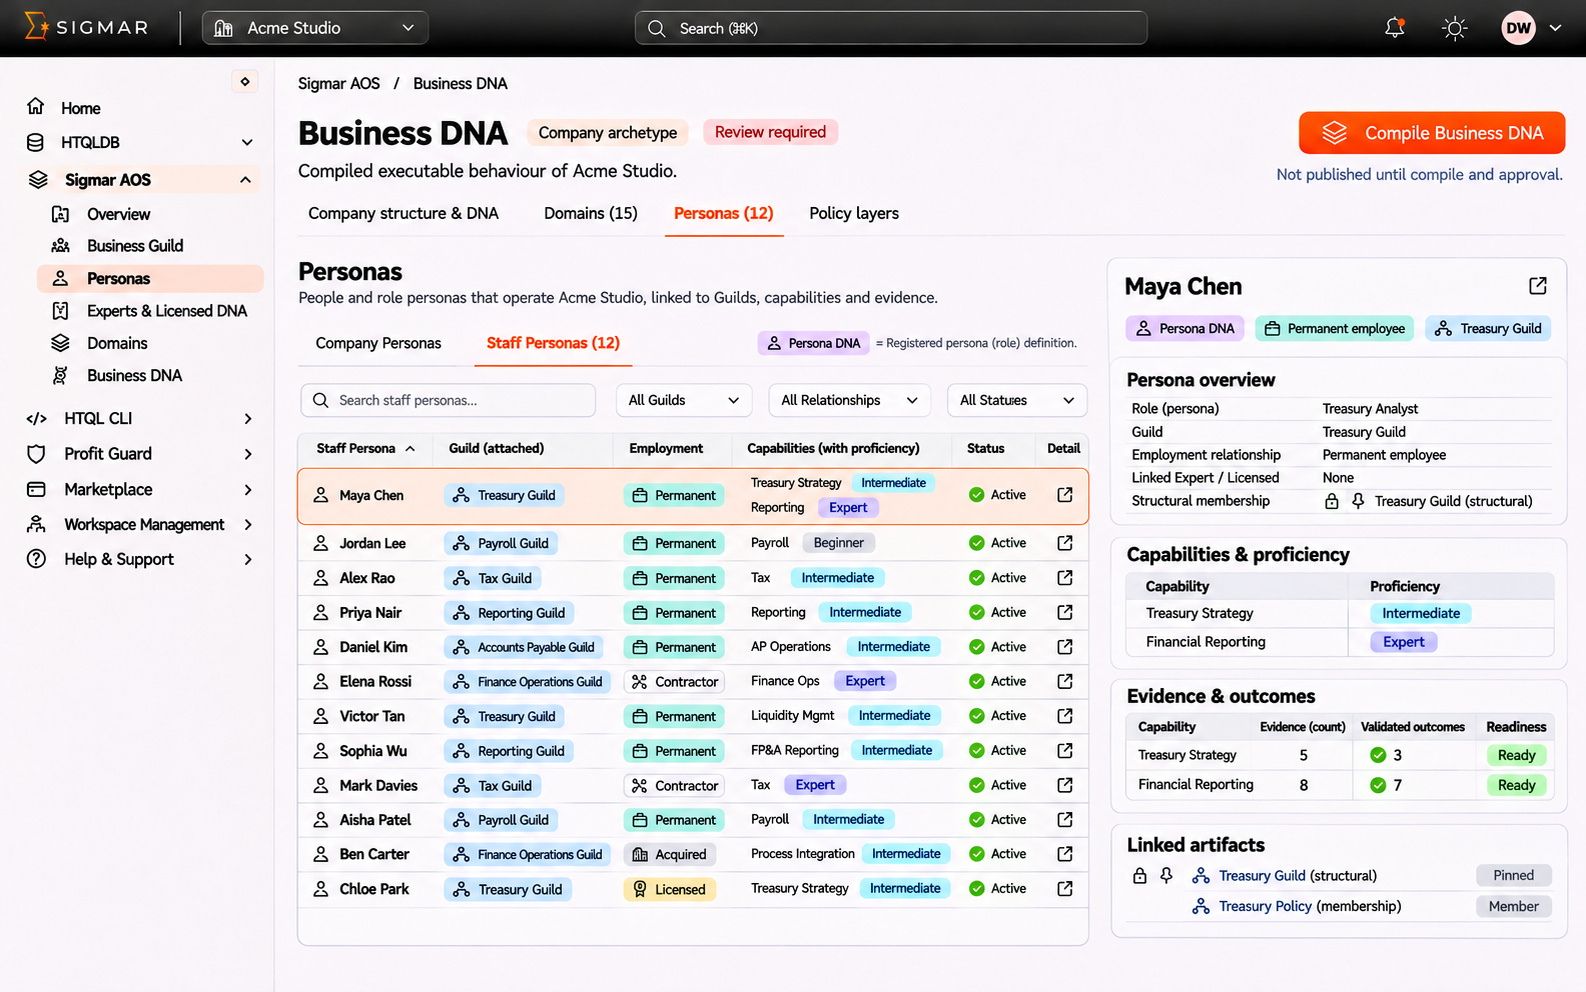 SIGMAR
Acme Studio
Search (⌘K)
DW
Home
HTQLDB
Sigmar AOS
Overview
Business Guild
Personas
Experts & Licensed DNA
Domains
Business DNA
HTQL CLI
Profit Guard
Marketplace
Workspace Management
Help & Support
Sigmar AOS / Business DNA
Business DNA Company archetype Review required
Compiled executable behaviour of Acme Studio.
Compile Business DNA
Not published until compile and approval.
Company structure & DNA Domains (15) Personas (12) Policy layers
Personas
People and role personas that operate Acme Studio, linked to Guilds, capabilities and evidence.
Company Personas Staff Personas (12) Persona DNA = Registered persona (role) definition.
Search staff personas... All Guilds All Relationships All Statuses
Staff Persona Guild (attached) Employment Capabilities (with proficiency) Status Detail
Maya Chen Treasury Guild Permanent Treasury Strategy Intermediate Active
Reporting Expert
Jordan Lee Payroll Guild Permanent Payroll Beginner Active
Alex Rao Tax Guild Permanent Tax Intermediate Active
Priya Nair Reporting Guild Permanent Reporting Intermediate Active
Daniel Kim Accounts Payable Guild Permanent AP Operations Intermediate Active
Elena Rossi Finance Operations Guild Contractor Finance Ops Expert Active
Victor Tan Treasury Guild Permanent Liquidity Mgmt Intermediate Active
Sophia Wu Reporting Guild Permanent FP&A Reporting Intermediate Active
Mark Davies Tax Guild Contractor Tax Expert Active
Aisha Patel Payroll Guild Permanent Payroll Intermediate Active
Ben Carter Finance Operations Guild Acquired Process Integration Intermediate Active
Chloe Park Treasury Guild Licensed Treasury Strategy Intermediate Active
Maya Chen
Persona DNA Permanent employee Treasury Guild
Persona overview
Role (persona) Treasury Analyst
Guild Treasury Guild
Employment relationship Permanent employee
Linked Expert / Licensed None
Structural membership Treasury Guild (structural)
Capabilities & proficiency
Capability Proficiency
Treasury Strategy Intermediate
Financial Reporting Expert
Evidence & outcomes
Capability Evidence (count) Validated outcomes Readiness
Treasury Strategy 5 3 Ready
Financial Reporting 8 7 Ready
Linked artifacts
Treasury Guild (structural) Pinned
Treasury Policy (membership) Member